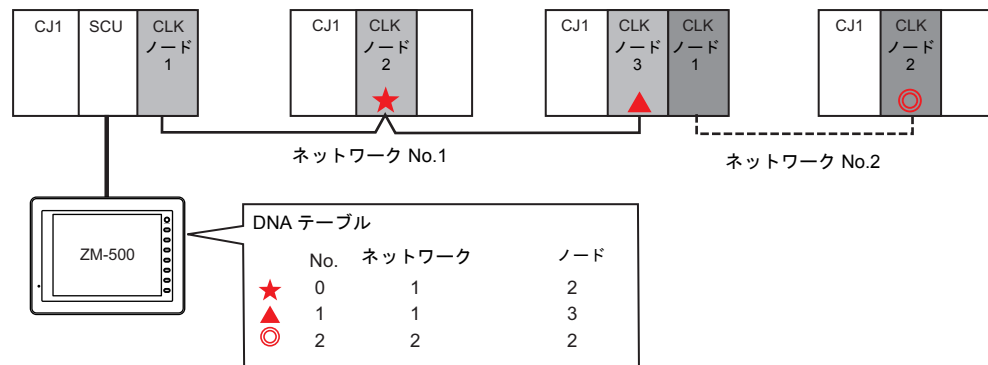 CJ1 SCU CLK ノード 1
CJ1 CLK ノード 2
CJ1 CLK ノード 3 CLK ノード 1
CJ1 CLK ノード 2
ネットワーク No.1
ネットワーク No.2
ZM-500
DNA テーブル
No. ネットワーク ノード
0 1 2
1 1 3
2 2 2